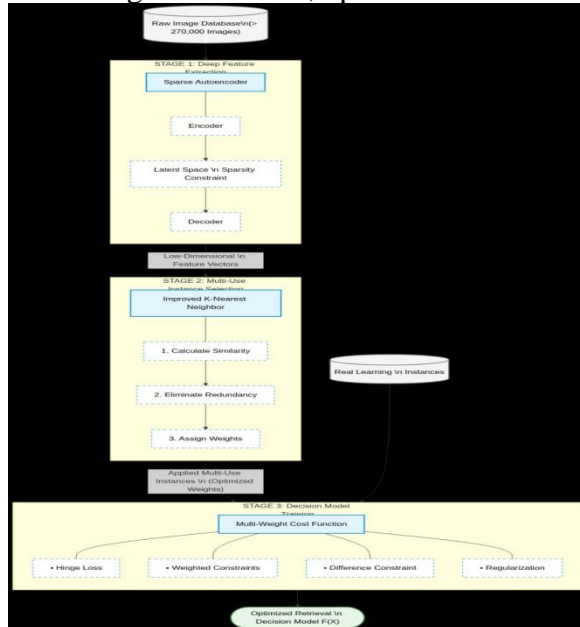 Raw Image Database\n(>
270,000 Images)
STAGE 1: Deep Feature
Extraction
Sparse Autoencoder
Encoder
Latent Space \n Sparsity
Constraint
Decoder
Low-Dimensional \n
Feature Vectors
STAGE 2: Multi-Use
Instance Selection
Improved K-Nearest
Neighbor
1. Calculate Similarity
Real Learning \n Instances
2. Eliminate Redundancy
3. Assign Weights
Applied Multi-Use
Instances \n (Optimized
Weights)
STAGE 3: Decision Model
Training
Multi-Weight Cost Function
• Hinge Loss
• Weighted Constraints
• Difference Constraint
• Regularization
Optimized Retrieval \n
Decision Model F(X)